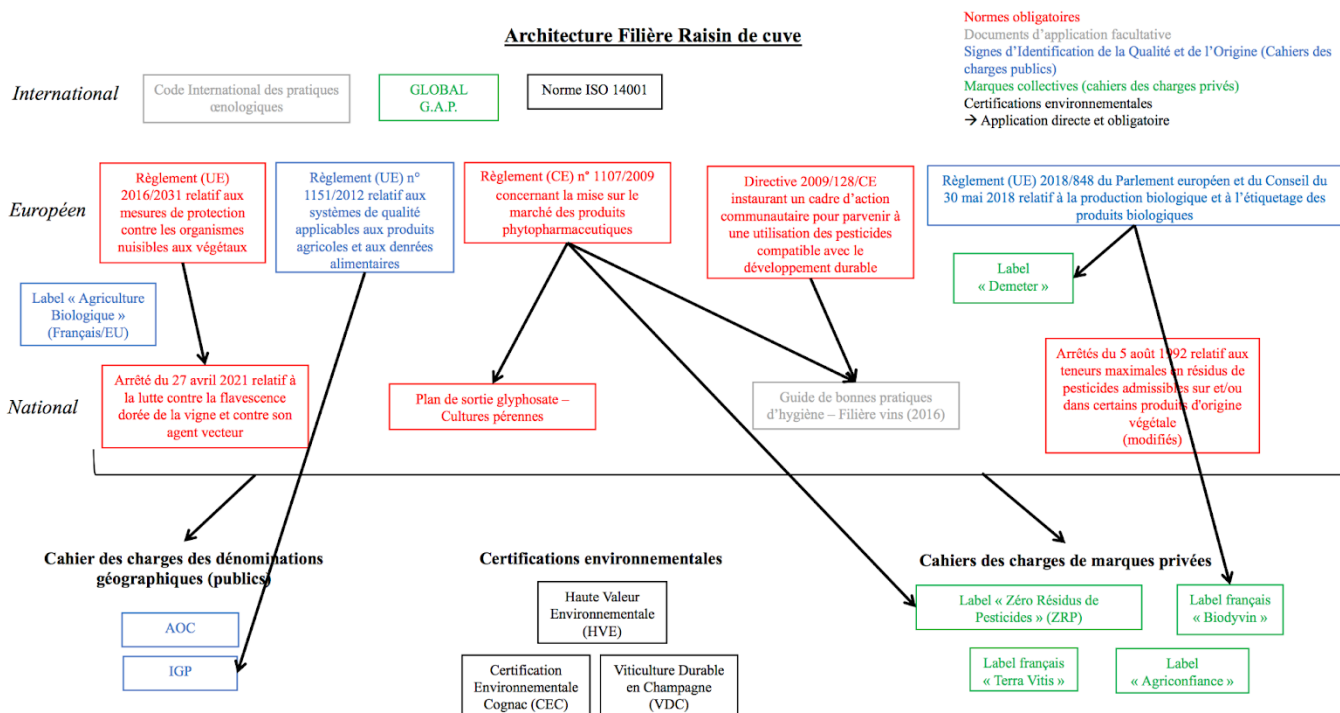 Architecture Filière Raisin de cuve
Normes obligatoires
Documents d'application facultative
Signes d'Identification de la Qualité et de l'Origine (Cahiers des
charges publics)
Marques collectives (cahiers des charges privés)
Certifications environnementales
→ Application directe et obligatoire
International
Code International des pratiques
œnologiques
GLOBAL
G.A.P.
Norme ISO 14001
Européen
Règlement (UE)
2016/2031 relatif aux
mesures de protection
contre les organismes
nuisibles aux végétaux
Règlement (UE) n°
1151/2012 relatif aux
systèmes de qualité
applicables aux produits
agricoles et aux denrées
alimentaires
Règlement (CE) n° 1107/2009
concernant la mise sur le
marché des produits
phytopharmaceutiques
Directive 2009/128/CE
instaurant un cadre d'action
communautaire pour parvenir à
une utilisation des pesticides
compatible avec le
développement durable
Règlement (UE) 2018/848 du Parlement européen et du Conseil du
30 mai 2018 relatif à la production biologique et à l'étiquetage des
produits biologiques
Label
« Demeter »
Label « Agriculture
Biologique »
(Français/EU)
National
Arrêté du 27 avril 2021 relatif à
la lutte contre la flavescence
dorée de la vigne et contre son
agent vecteur
Plan de sortie glyphosate –
Cultures pérennes
Guide de bonnes pratiques
d'hygiène – Filière vins (2016)
Arrêtés du 5 août 1992 relatif aux
teneurs maximales en résidus de
pesticides admissibles sur et/ou
dans certains produits d'origine
végétale
(modifiés)
Cahier des charges des dénominations
géographiques (publics)
AOC
IGP
Certifications environnementales
Haute Valeur
Environnementale
(HVE)
Certification
Environnementale
Cognac (CEC)
Viticulture Durable
en Champagne
(VDC)
Cahiers des charges de marques privées
Label « Zéro Résidus de
Pesticides » (ZRP)
Label français
« Biodyvin »
Label français
« Terra Vitis »
Label
« Agriconfiance »